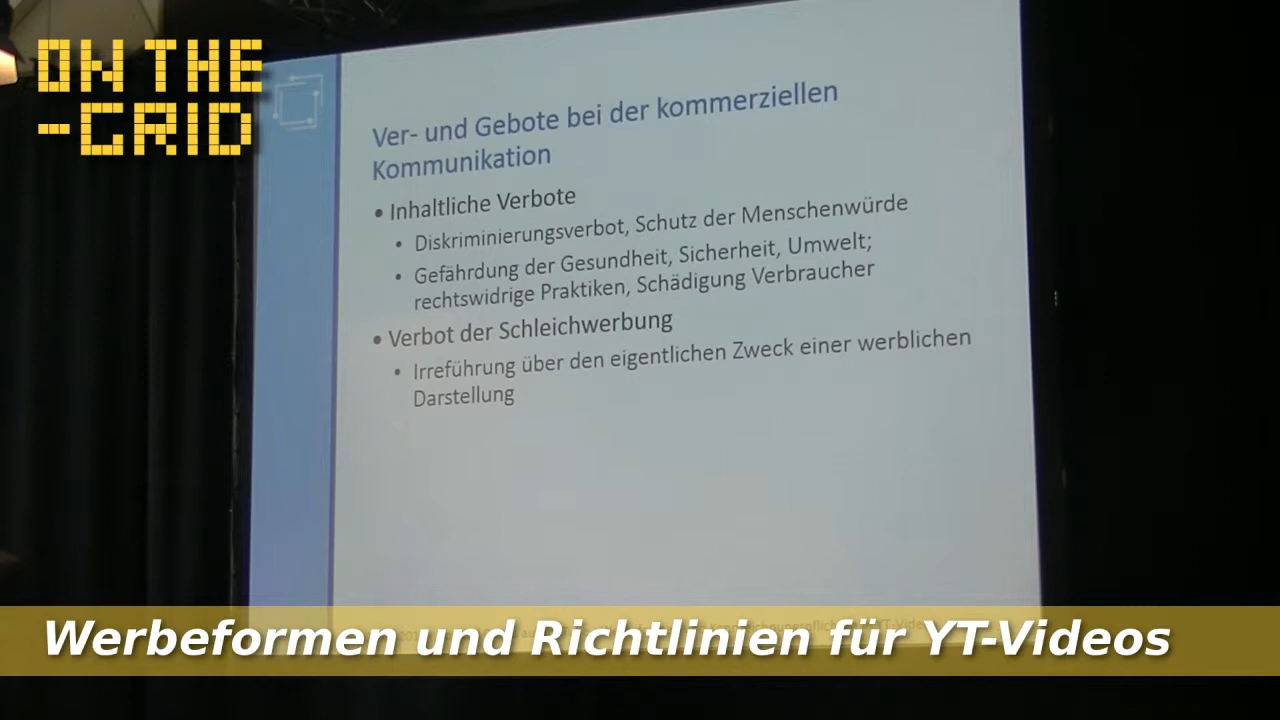 ON THE
-GRID
Ver- und Gebote bei der kommerziellen
Kommunikation
• Inhaltliche Verbote
• Diskriminierungsverbot, Schutz der Menschenwürde
• Gefährdung der Gesundheit, Sicherheit, Umwelt;
rechtswidrige Praktiken, Schädigung Verbraucher
• Verbot der Schleichwerbung
• Irreführung über den eigentlichen Zweck einer werblichen
Darstellung
Werbeformen und Richtlinien für YT-Videos